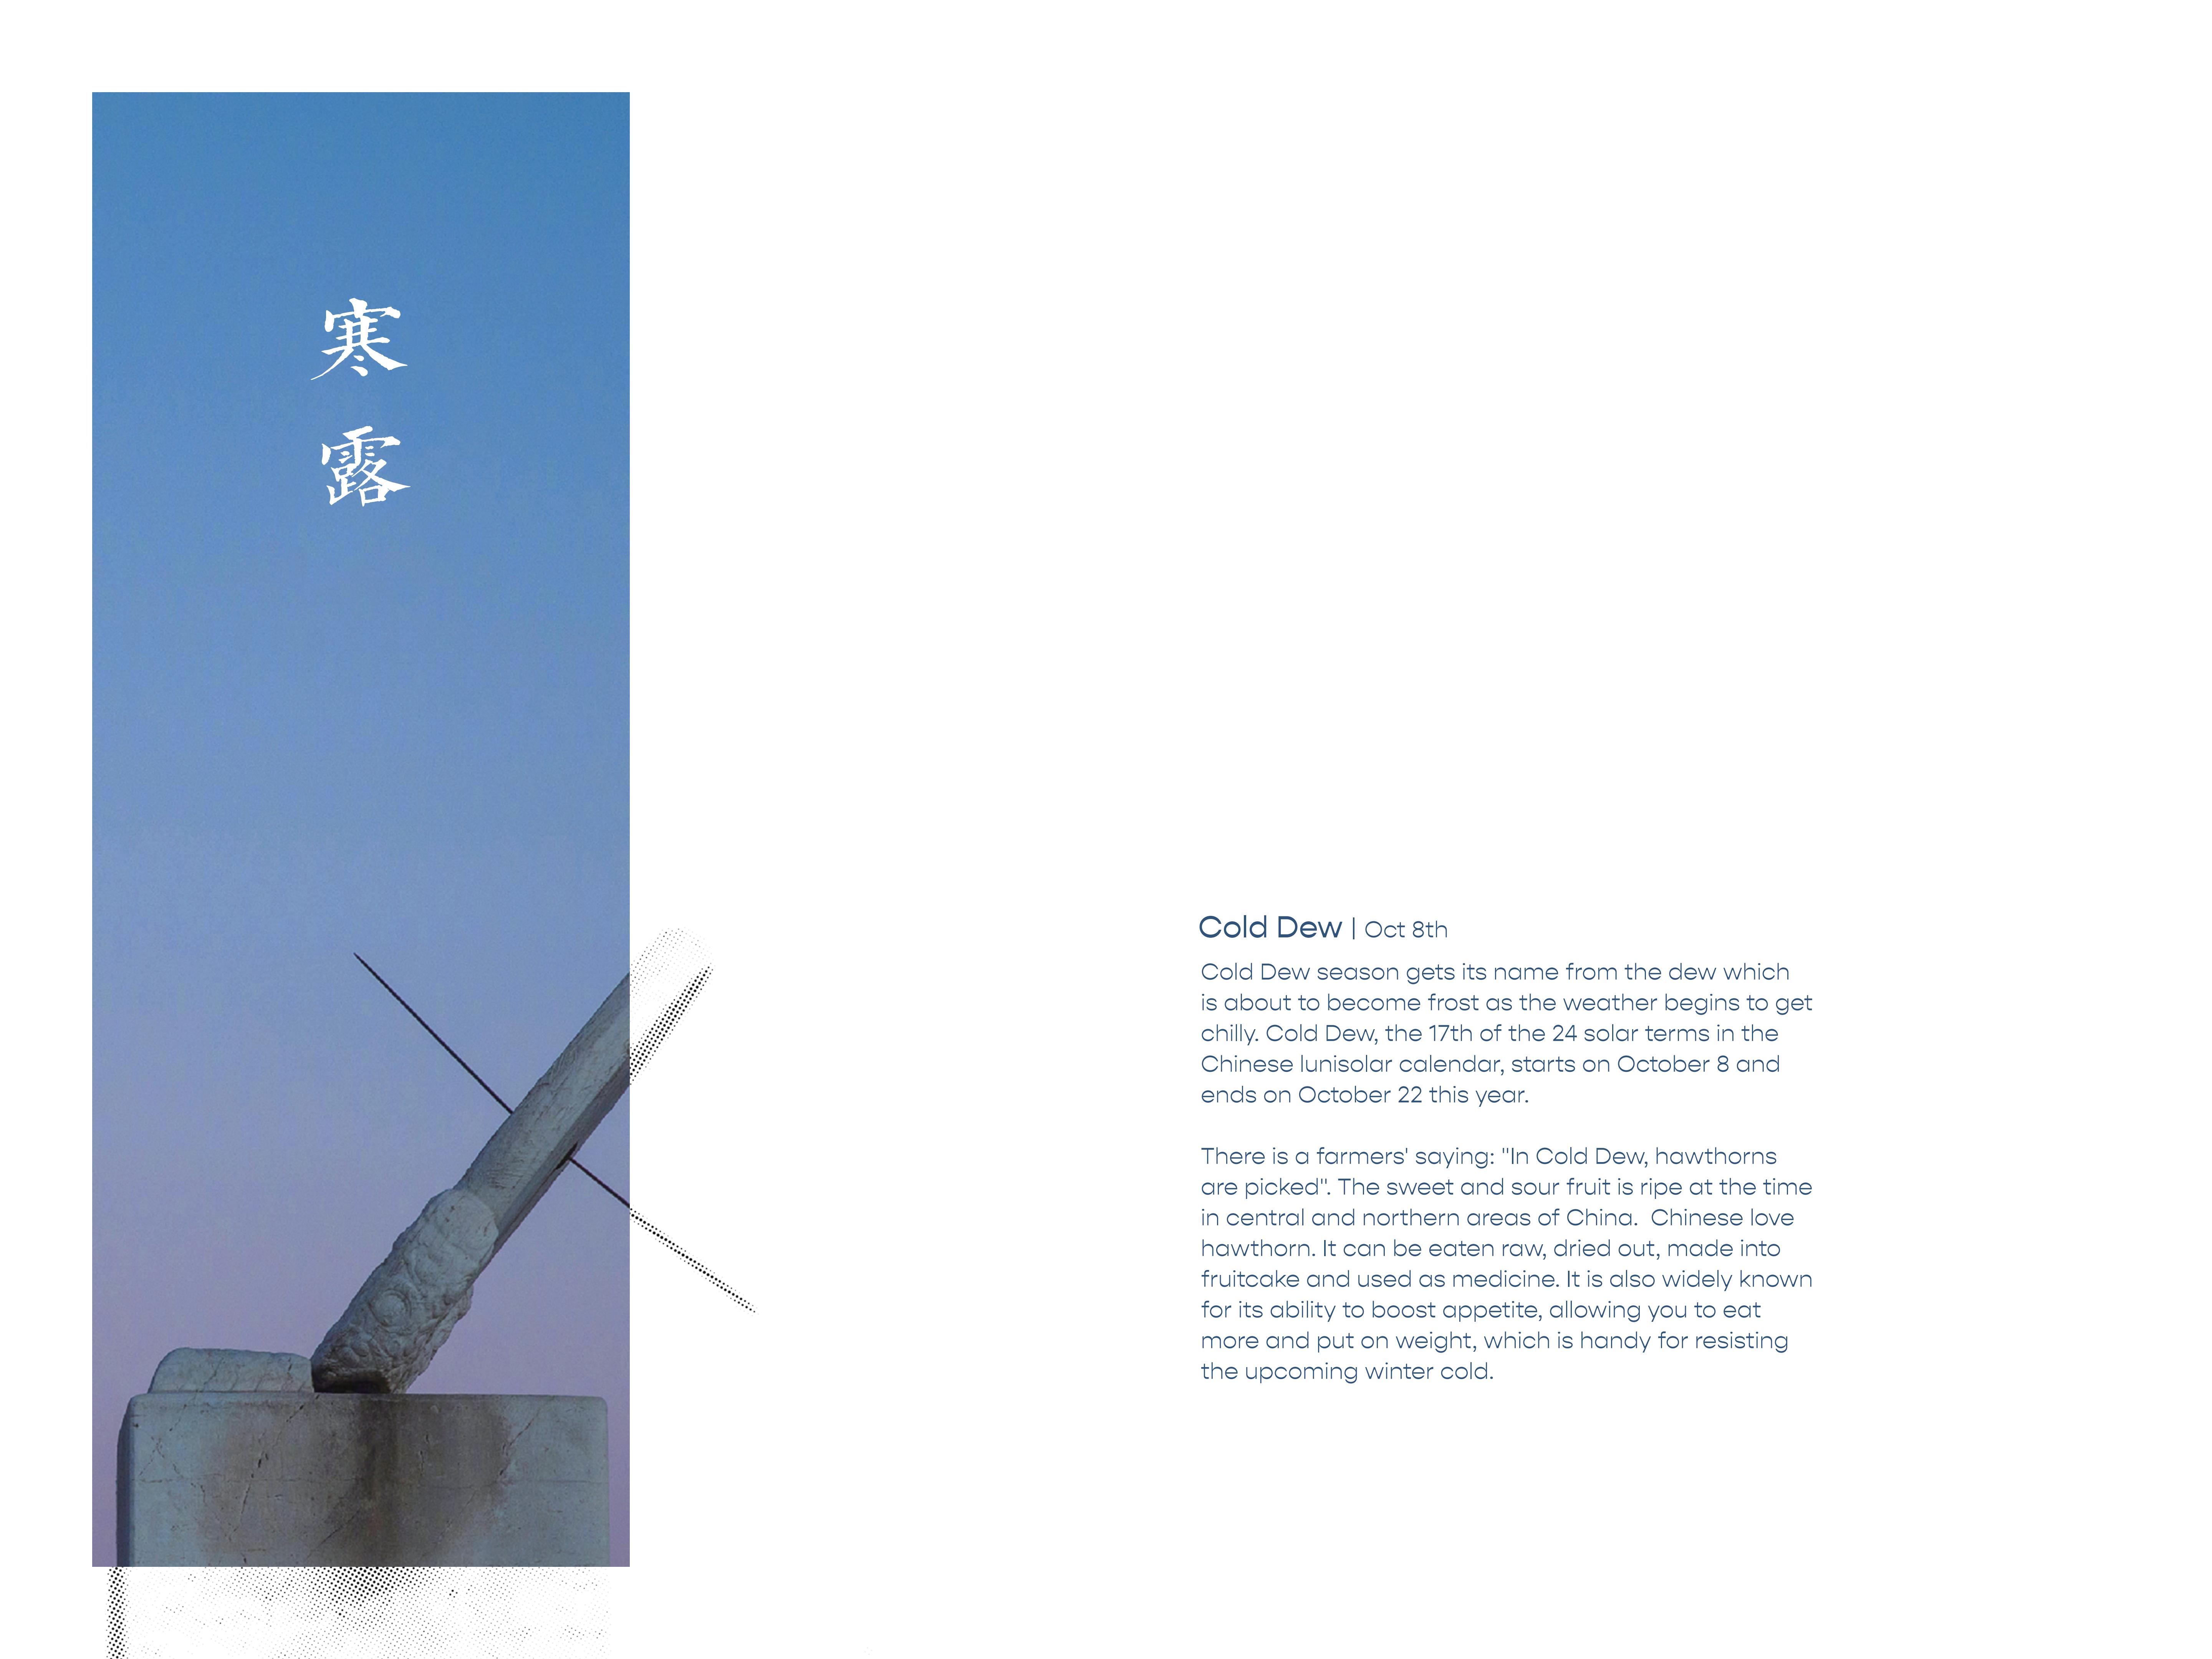 寒
露
Cold Dew | Oct 8th
Cold Dew season gets its name from the dew which
is about to become frost as the weather begins to get
chilly. Cold Dew, the 17th of the 24 solar terms in the
Chinese lunisolar calendar, starts on October 8 and
ends on October 22 this year.
There is a farmers' saying: "In Cold Dew, hawthorns
are picked". The sweet and sour fruit is ripe at the time
in central and northern areas of China.  Chinese love
hawthorn. It can be eaten raw, dried out, made into
fruitcake and used as medicine. It is also widely known
for its ability to boost appetite, allowing you to eat
more and put on weight, which is handy for resisting
the upcoming winter cold.